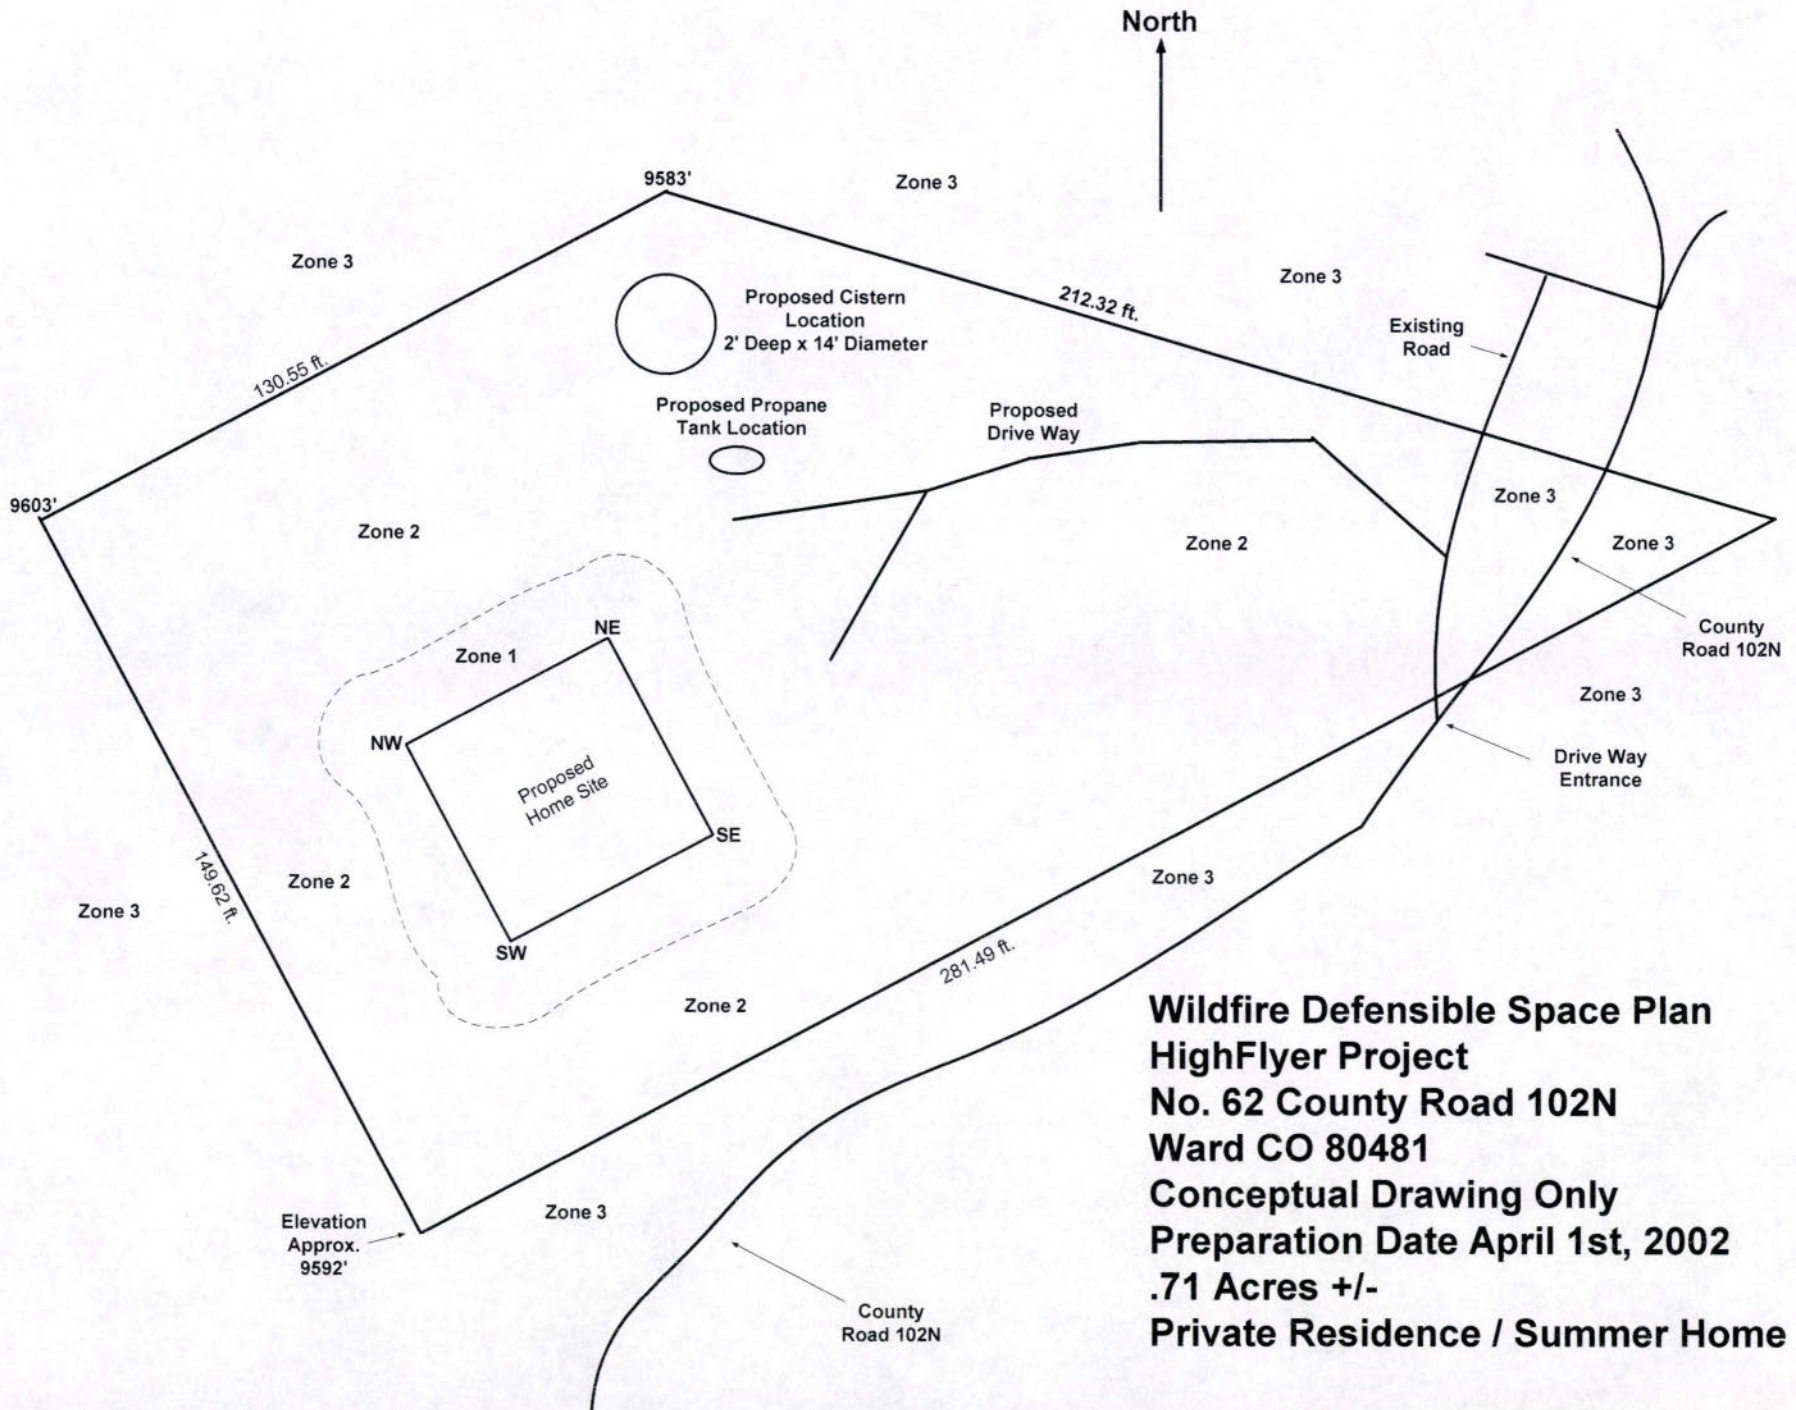 North
9583'
Zone 3
Zone 3
Zone 3
212.32 ft.
Proposed Cistern
Location
2' Deep x 14' Diameter
Existing
Road
130.55 ft.
Proposed Propane
Tank Location
Proposed
Drive Way
9603'
Zone 2
Zone 3
Zone 2
Zone 3
County
Road 102N
NE
Zone 1
Zone 3
NW
Proposed
Home Site
Drive Way
Entrance
SE
149.62 ft.
Zone 2
Zone 3
Zone 3
SW
281.49 ft.
Zone 2
Wildfire Defensible Space Plan
HighFlyer Project
No. 62 County Road 102N
Ward CO 80481
Conceptual Drawing Only
Preparation Date April 1st, 2002
.71 Acres +/-
Private Residence / Summer Home
Zone 3
Elevation
Approx.
9592'
County
Road 102N